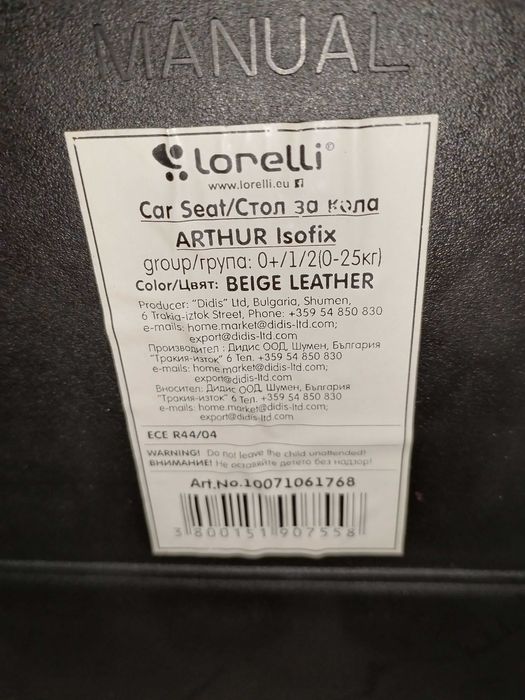 MANUAL
lorelli®
www.lorelli.eu
Car Seat/Стол за кола
ARTHUR Isofix
group/група: 0+/1/2(0-25кг)
Color/Цвят: BEIGE LEATHER
Producer: "Didis" Ltd, Bulgaria, Shumen,
6 Trakia-iztok Street, Phone: +359 54 850 830
e-mails: home.market@didis-ltd.com;
export@didis-ltd.com
Производител : Дидис ООД, Шумен, България
"Тракия-изток" 6 Тел. +359 54 850 830
e-mails: home.market@didis-ltd.com;
export@didis-ltd.com
Вносител: Дидис ООД, Шумен, България
"Тракия-изток" 6 Тел. +359 54 850 830
e-mails: home.market@didis-ltd.com;
export@didis-ltd.com
ECE R44/04
WARNING! Do not leave the child unattended!
ВНИМАНИЕ! Не оставяйте детето без надзор!
Art.No.10071061768
3 800151 907558